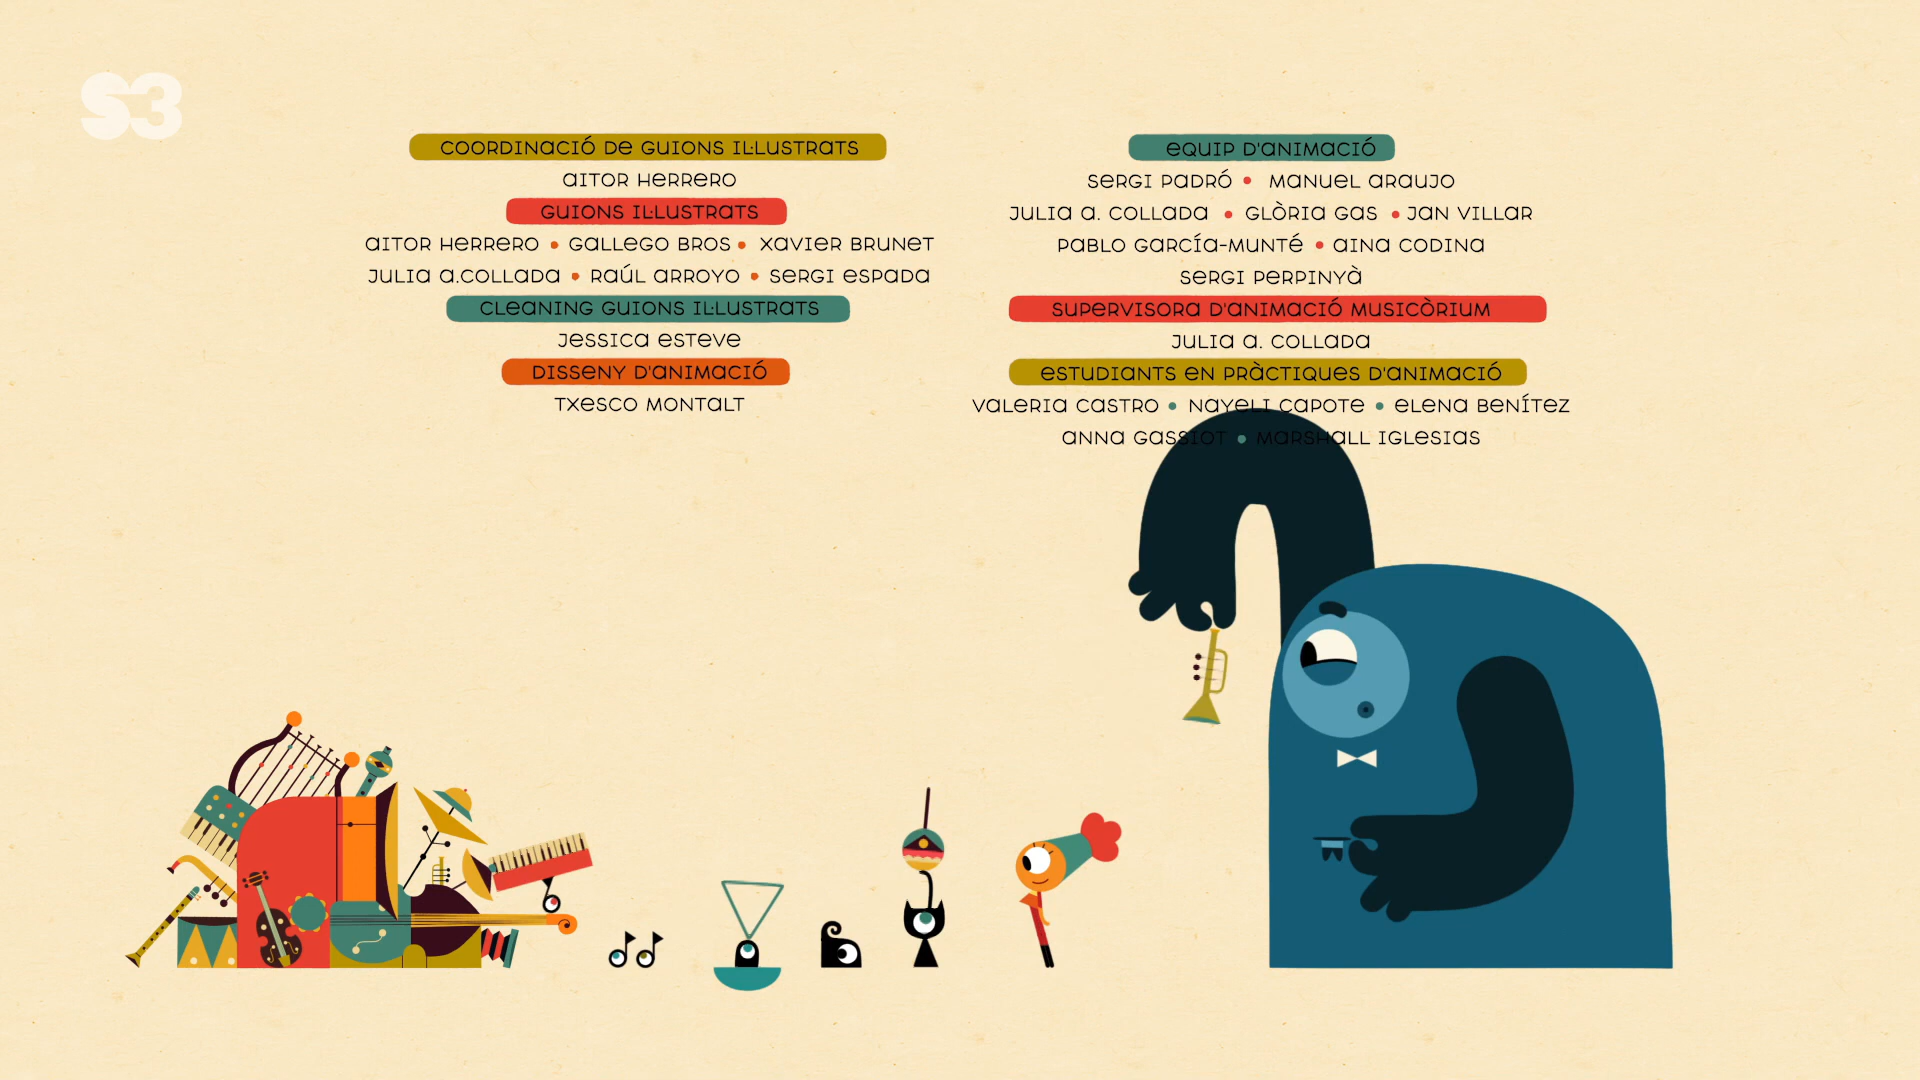 S3
COORDINACIÓ DE GUIONS IL·LUSTRATS
AITOR HERRERO
GUIONS IL·LUSTRATS
AITOR HERRERO • GALLEGO BROS • XAVIER BRUNET
JULIA A.COLLADA • RAÚL ARROYO • SERGI ESPADA
CLEANING GUIONS IL·LUSTRATS
JESSICA ESTEVE
DISSENY D'ANIMACIÓ
TXESCO MONTALT
EQUIP D'ANIMACIÓ
SERGI PADRÓ • MANUEL ARAUJO
JULIA A. COLLADA • GLÒRIA GAS • JAN VILLAR
PABLO GARCÍA-MUNTÉ • AINA CODINA
SERGI PERPINYÀ
SUPERVISORA D'ANIMACIÓ MUSICÒRIUM
JULIA A. COLLADA
ESTUDIANTS EN PRÀCTIQUES D'ANIMACIÓ
VALERIA CASTRO • NAYELI CAPOTE • ELENA BENÍTEZ
ANNA GASSIOT • MARSHALL IGLESIAS